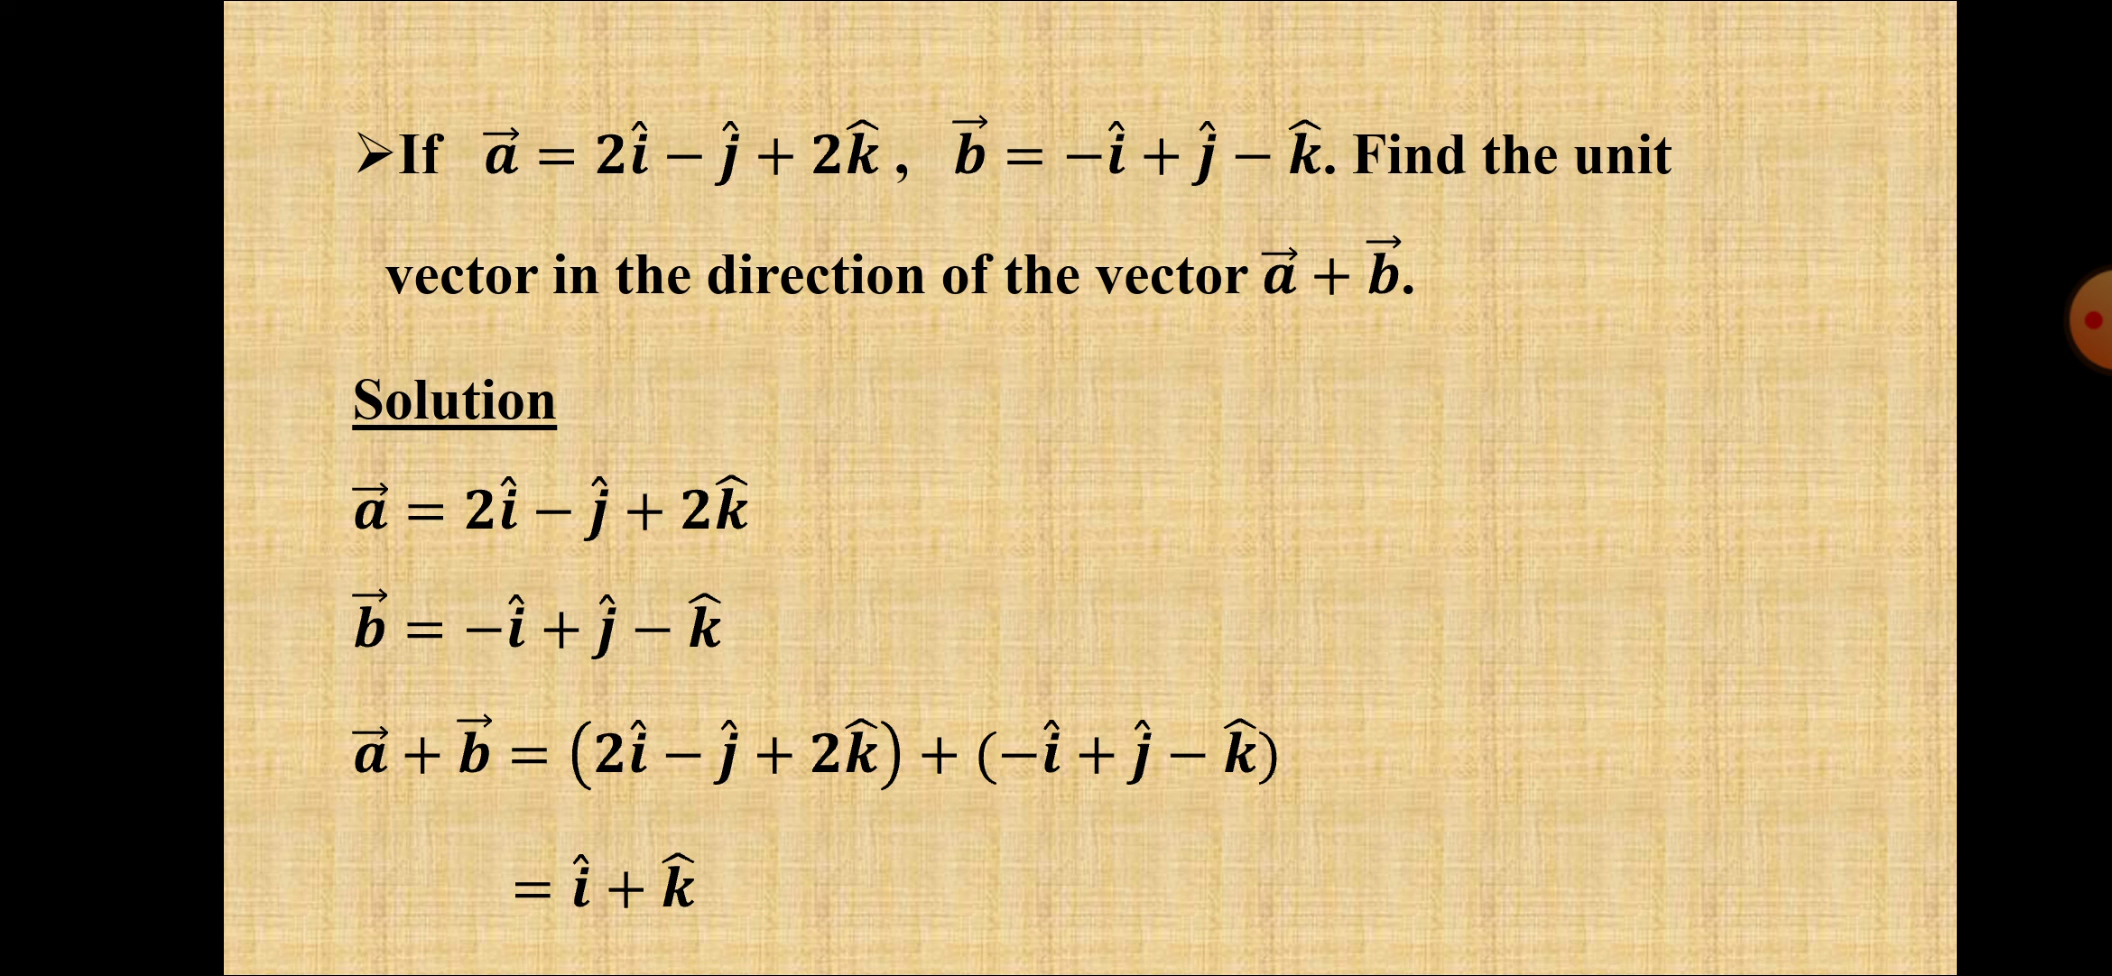 ➢If a⃗ = 2î − ĵ + 2k̂ , b⃗ = −î + ĵ − k̂. Find the unit
vector in the direction of the vector a⃗ + b⃗.
Solution
a⃗ = 2î − ĵ + 2k̂
b⃗ = −î + ĵ − k̂
a⃗ + b⃗ = (2î − ĵ + 2k̂) + (−î + ĵ − k̂)
= î + k̂